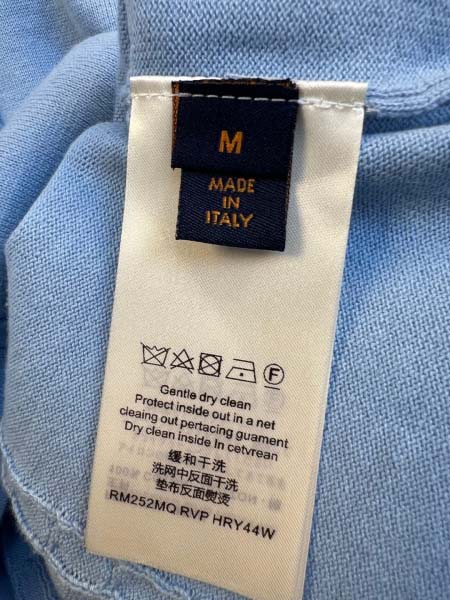 M
MADE
IN
ITALY
F
Gentle dry clean
Protect inside out in a net
cleaing out pertacing guament
Dry clean inside In cetvrean
缓和干洗
洗网中反面干洗
垫布反面熨烫
RM252MQ RVP HRY44W